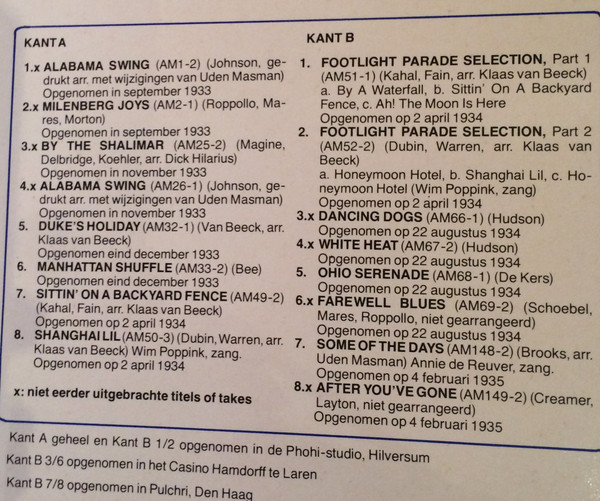 KANT A
1.x ALABAMA SWING (AM1-2) (Johnson, ge-
drukt arr. met wijzigingen van Uden Masman)
Opgenomen in september 1933
2.x MILENBERG JOYS (AM2-1) (Roppollo, Ma-
res, Morton)
Opgenomen in september 1933
3.x BY THE SHALIMAR (AM25-2) (Magine,
Delbridge, Koehler, arr. Dick Hilarius)
Opgenomen in november 1933
4.x ALABAMA SWING (AM26-1) (Johnson, ge-
drukt arr. met wijzigingen van Uden Masman)
Opgenomen in november 1933
5. DUKE'S HOLIDAY (AM32-1) (Van Beeck, arr.
Klaas van Beeck)
Opgenomen eind december 1933
6. MANHATTAN SHUFFLE (AM33-2) (Bee)
Opgenomen eind december 1933
7. SITTIN' ON A BACKYARD FENCE (AM49-2)
(Kahal, Fain, arr. Klaas van Beeck)
Opgenomen op 2 april 1934
8. SHANGHAI LIL (AM50-3) (Dubin, Warren, arr.
Klaas van Beeck) Wim Poppink, zang.
Opgenomen op 2 april 1934
x: niet eerder uitgebrachte titels of takes
KANT B
1. FOOTLIGHT PARADE SELECTION, Part 1
(AM51-1) (Kahal, Fain, arr. Klaas van Beeck)
a. By A Waterfall, b. Sittin' On A Backyard
Fence, c. Ah! The Moon Is Here
Opgenomen op 2 april 1934
2. FOOTLIGHT PARADE SELECTION, Part 2
(AM52-2) (Dubin, Warren, arr. Klaas van
Beeck)
a. Honeymoon Hotel, b. Shanghai Lil, c. Ho-
neymoon Hotel (Wim Poppink, zang)
Opgenomen op 2 april 1934
3.x DANCING DOGS (AM66-1) (Hudson)
Opgenomen op 22 augustus 1934
4.x WHITE HEAT (AM67-2) (Hudson)
Opgenomen op 22 augustus 1934
5. OHIO SERENADE (AM68-1) (De Kers)
Opgenomen op 22 augustus 1934
6.x FAREWELL BLUES (AM69-2) (Schoebel,
Mares, Roppollo, niet gearrangeerd)
Opgenomen op 22 augustus 1934
7. SOME OF THE DAYS (AM148-2) (Brooks, arr.
Uden Masman) Annie de Reuver, zang.
Opgenomen op 4 februari 1935
8.x AFTER YOU'VE GONE (AM149-2) (Creamer,
Layton, niet gearrangeerd)
Opgenomen op 4 februari 1935
Kant A geheel en Kant B 1/2 opgenomen in de Phohi-studio, Hilversum
Kant B 3/6 opgenomen in het Casino Hamdorff te Laren
Kant B 7/8 opgenomen in Pulchri, Den Haag